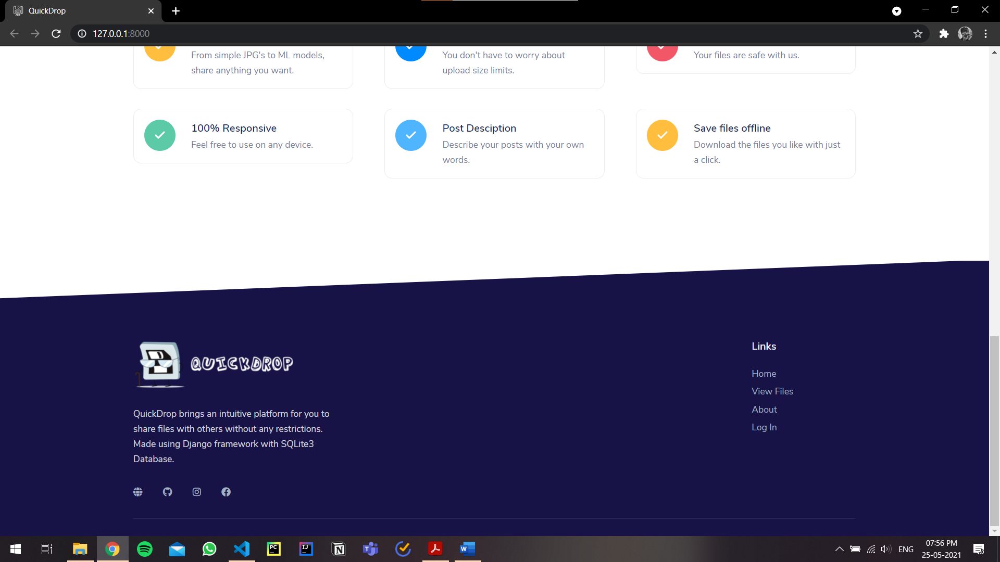 QuickDrop
127.0.0.1:8000
From simple JPG's to ML models,
share anything you want.
You don't have to worry about
upload size limits.
Your files are safe with us.
100% Responsive
Feel free to use on any device.
Post Desciption
Describe your posts with your own
words.
Save files offline
Download the files you like with just
a click.
QUICKDROP
QuickDrop brings an intuitive platform for you to
share files with others without any restrictions.
Made using Django framework with SQLite3
Database.
Links
Home
View Files
About
Log In
PC
IJ
N
T
W
ENG
07:56 PM
25-05-2021